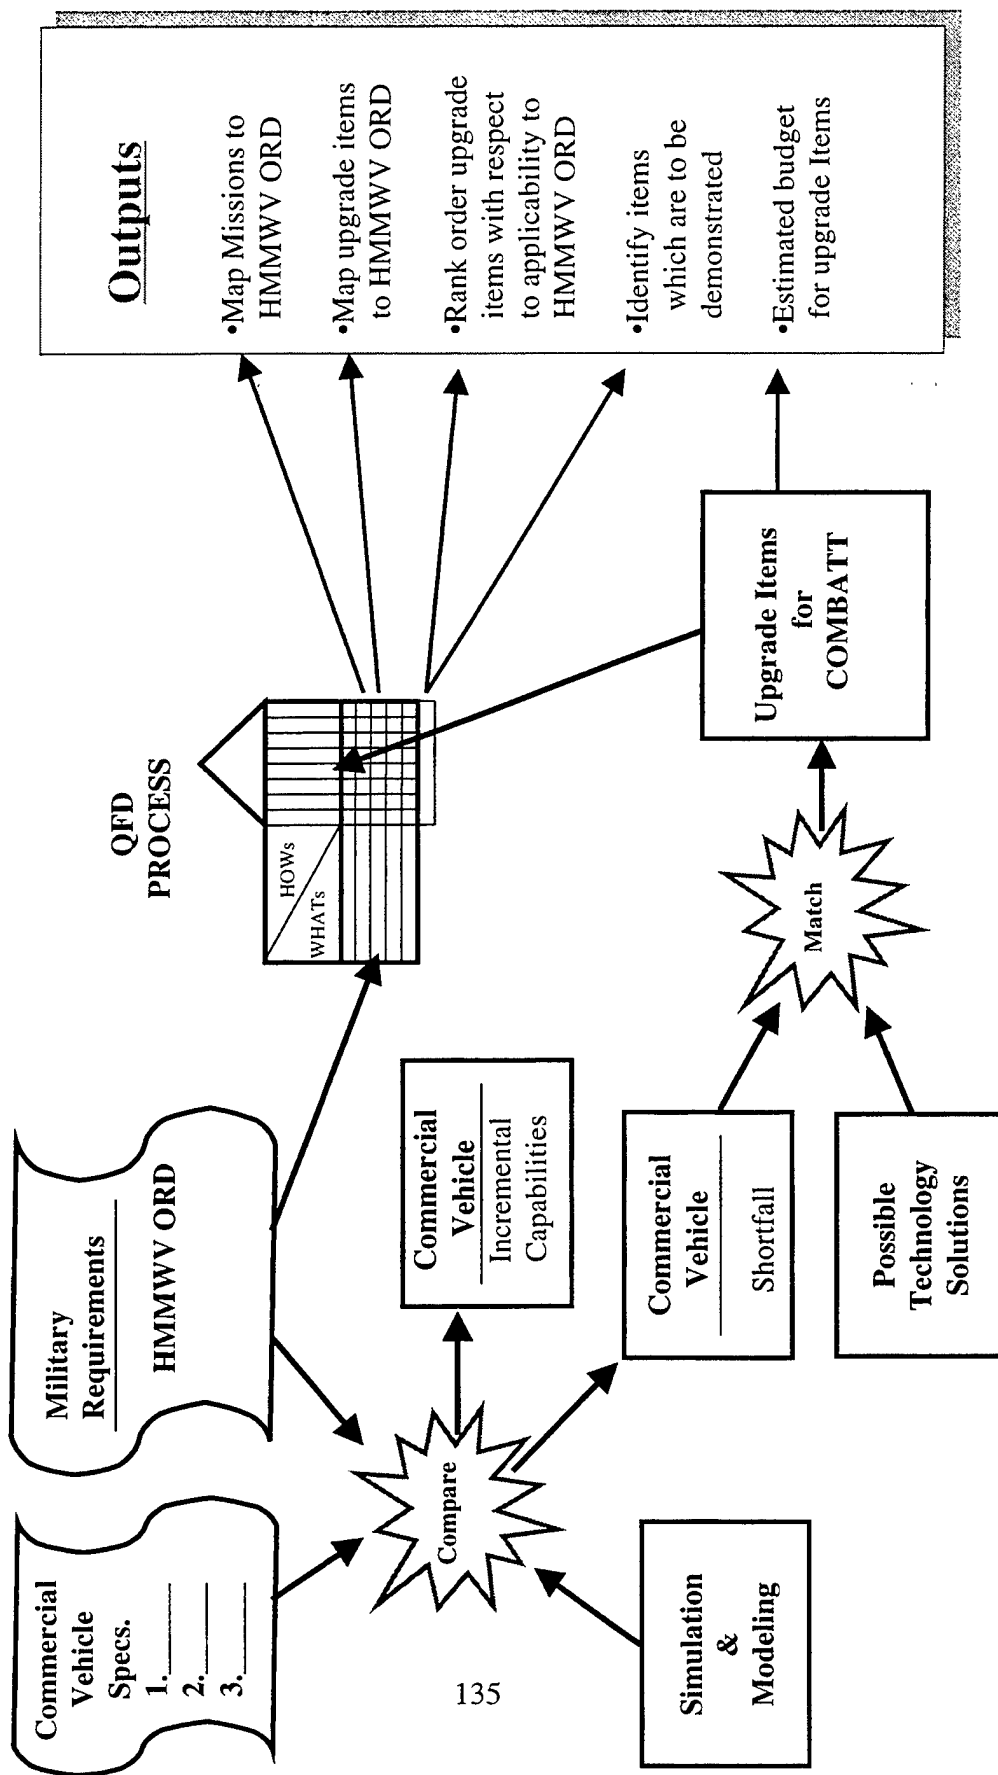 Commercial
Vehicle
Specs.
1.
2.
3.
Military
Requirements
HMMWV ORD
QFD
PROCESS
HOWs
WHATs
Compare
Simulation
&
Modeling
Commercial
Vehicle
Incremental
Capabilities
Commercial
Vehicle
Shortfall
Possible
Technology
Solutions
Match
Upgrade Items
for
COMBATT
Outputs
•Map Missions to
HMMWV ORD
•Map upgrade items
to HMMWV ORD
•Rank order upgrade
items with respect
to applicability to
HMMWV ORD
•Identify items
which are to be
demonstrated
•Estimated budget
for upgrade Items
135